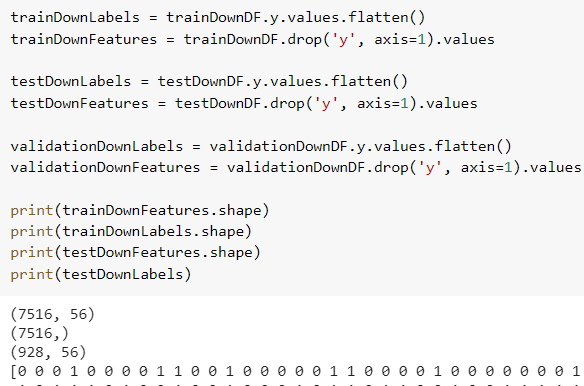 trainDownLabels = trainDownDF.y.values.flatten()
trainDownFeatures = trainDownDF.drop('y', axis=1).values
testDownLabels = testDownDF.y.values.flatten()
testDownFeatures = testDownDF.drop('y', axis=1).values
validationDownLabels = validationDownDF.y.values.flatten()
validationDownFeatures = validationDownDF.drop('y', axis=1).values
print(trainDownFeatures.shape)
print(trainDownLabels.shape)
print(testDownFeatures.shape)
print(testDownLabels)
(7516, 56)
(7516,)
(928, 56)
[0 0 0 1 0 0 0 0 1 1 0 0 1 0 0 0 0 0 1 1 0 0 0 0 1 0 0 0 0 0 0 0 1